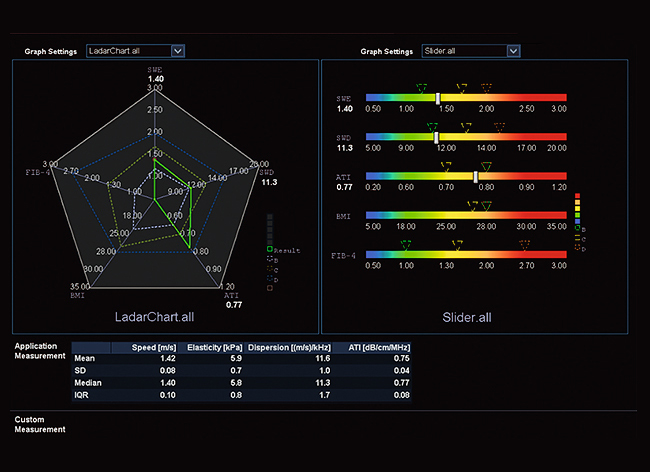 Graph Settings LadarChart.all
Graph Settings Slider.all
SWE
1.40
3.00
2.50
2.00
1.50
1.00
3.00 2.70 1.30 1.00
FIB-4
9.00 12.00 14.00 17.00 20.00
SWD
11.3
0.60
0.70
0.80
0.90
1.20
ATI
0.77
18.00
25.00
28.00
30.00
35.00
BMI
Result
B
G
D
LadarChart.all
SWE
1.40
0.50 1.00 1.50 2.00 3.00
SWD
11.3
5.00 9.00 12.00 14.00 17.00 20.00
ATI
0.77
0.20 0.60 0.70 0.80 0.90 1.20
BMI
5.00 18.00 25.00 28.00 30.00 35.00
FIB-4
0.50 1.00 1.30 2.70 3.00
B
G
D
Slider.all
Application
Measurement
Speed [m/s] Elasticity [kPa] Dispersion [(m/s)/kHz] ATI [dB/cm/MHz]
Mean 1.42 5.9 11.6 0.75
SD 0.08 0.7 1.0 0.04
Median 1.40 5.8 11.3 0.77
IQR 0.10 0.8 1.7 0.08
Custom
Measurement